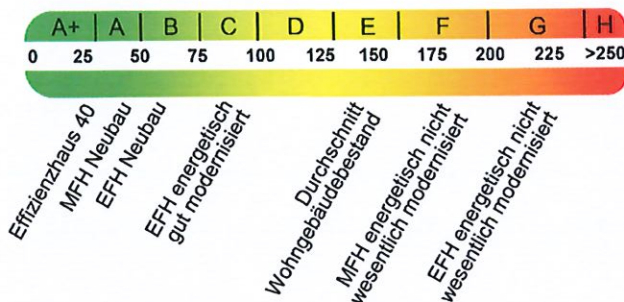 A+ A B C D E F G H
0 25 50 75 100 125 150 175 200 225 >250
Effizienzhaus 40
MFH Neubau
EFH Neubau
EFH energetisch
gut modernisiert
Durchschnitt
Wohngebäudebestand
MFH energetisch nicht
wesentlich modernisiert
EFH energetisch nicht
wesentlich modernisiert